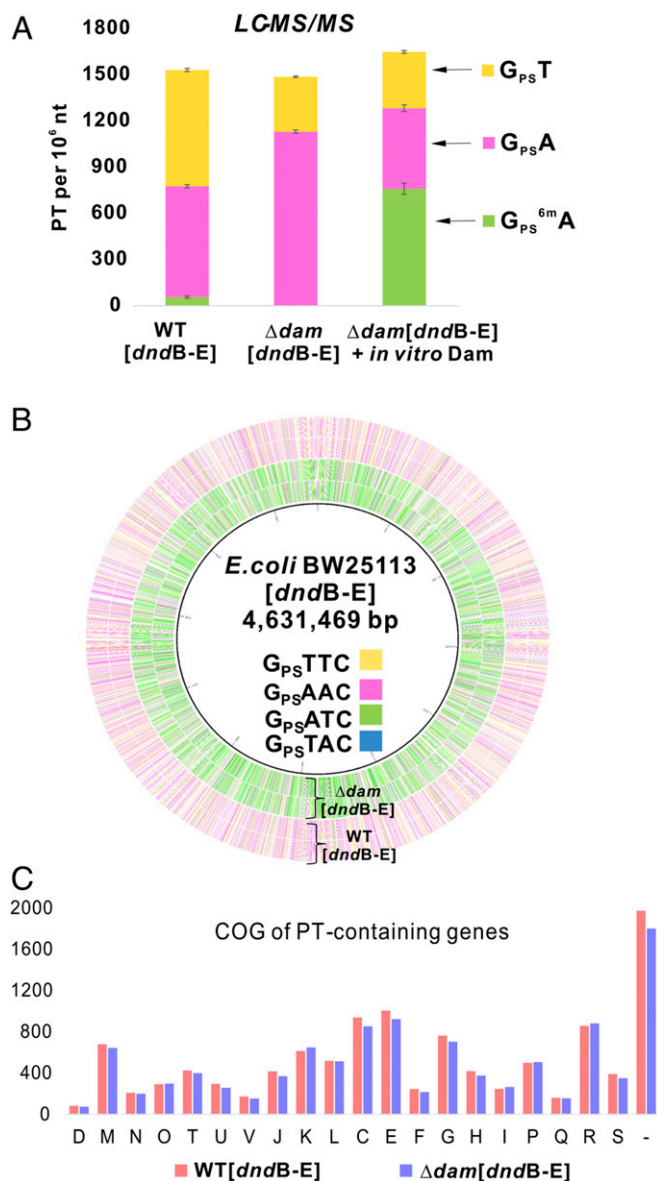 A
LC-MS/MS
1800
1500
1200
900
600
300
0
PT per 10⁶ nt
GPST
GPSA
GPS6mA
WT
[dndB-E]
Δdam
[dndB-E]
Δdam[dndB-E]
+ in vitro Dam
B
E.coli BW25113
[dndB-E]
4,631,469 bp
GPSTTC
GPSAAC
GPSATC
GPSTAC
Δdam
[dndB-E]
WT
[dndB-E]
C
COG of PT-containing genes
2000
1600
1200
800
400
0
D M N O T U V J K L C E F G H I P Q R S -
WT[dndB-E] Δdam[dndB-E]